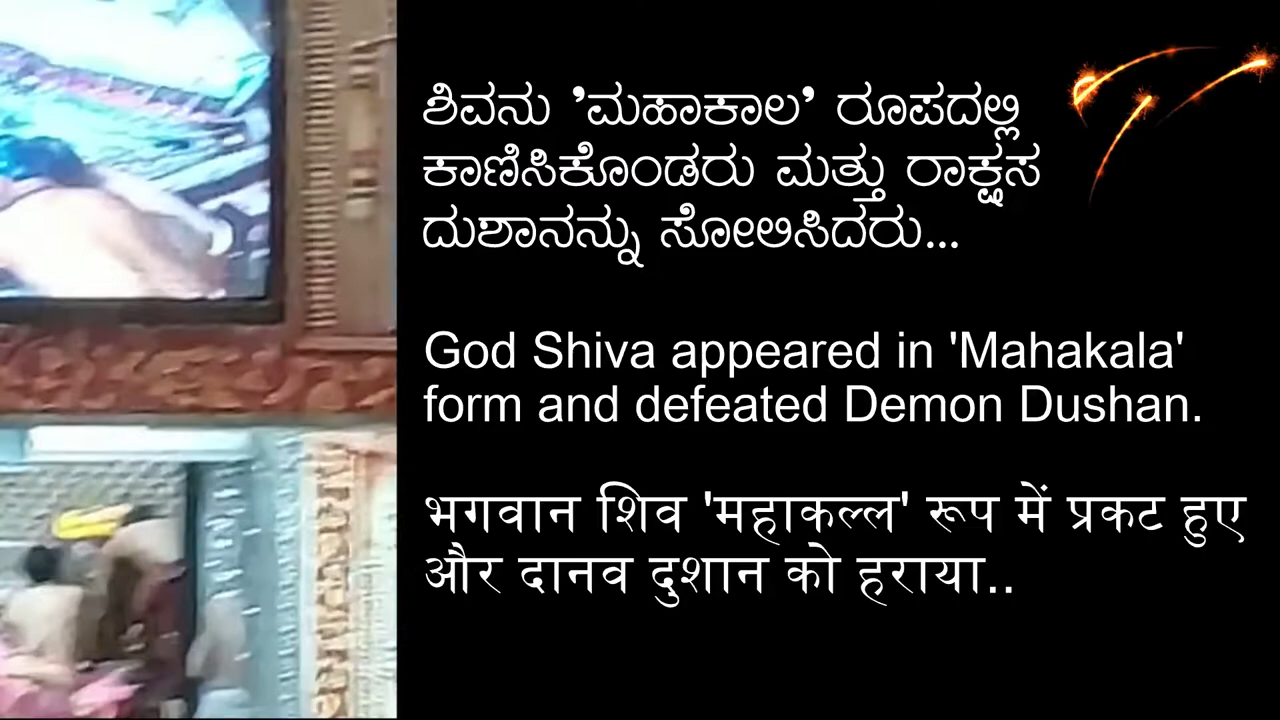 ಶಿವನು 'ಮಹಾಕಾಲ' ರೂಪದಲ್ಲಿ
ಕಾಣಿಸಿಕೊಂಡರು ಮತ್ತು ರಾಕ್ಷಸ
ದುಶಾನನ್ನು ಸೋಲಿಸಿದರು...
God Shiva appeared in 'Mahakala'
form and defeated Demon Dushan.
भगवान शिव 'महाकल्ल' रूप में प्रकट हुए
और दानव दुशान को हराया..